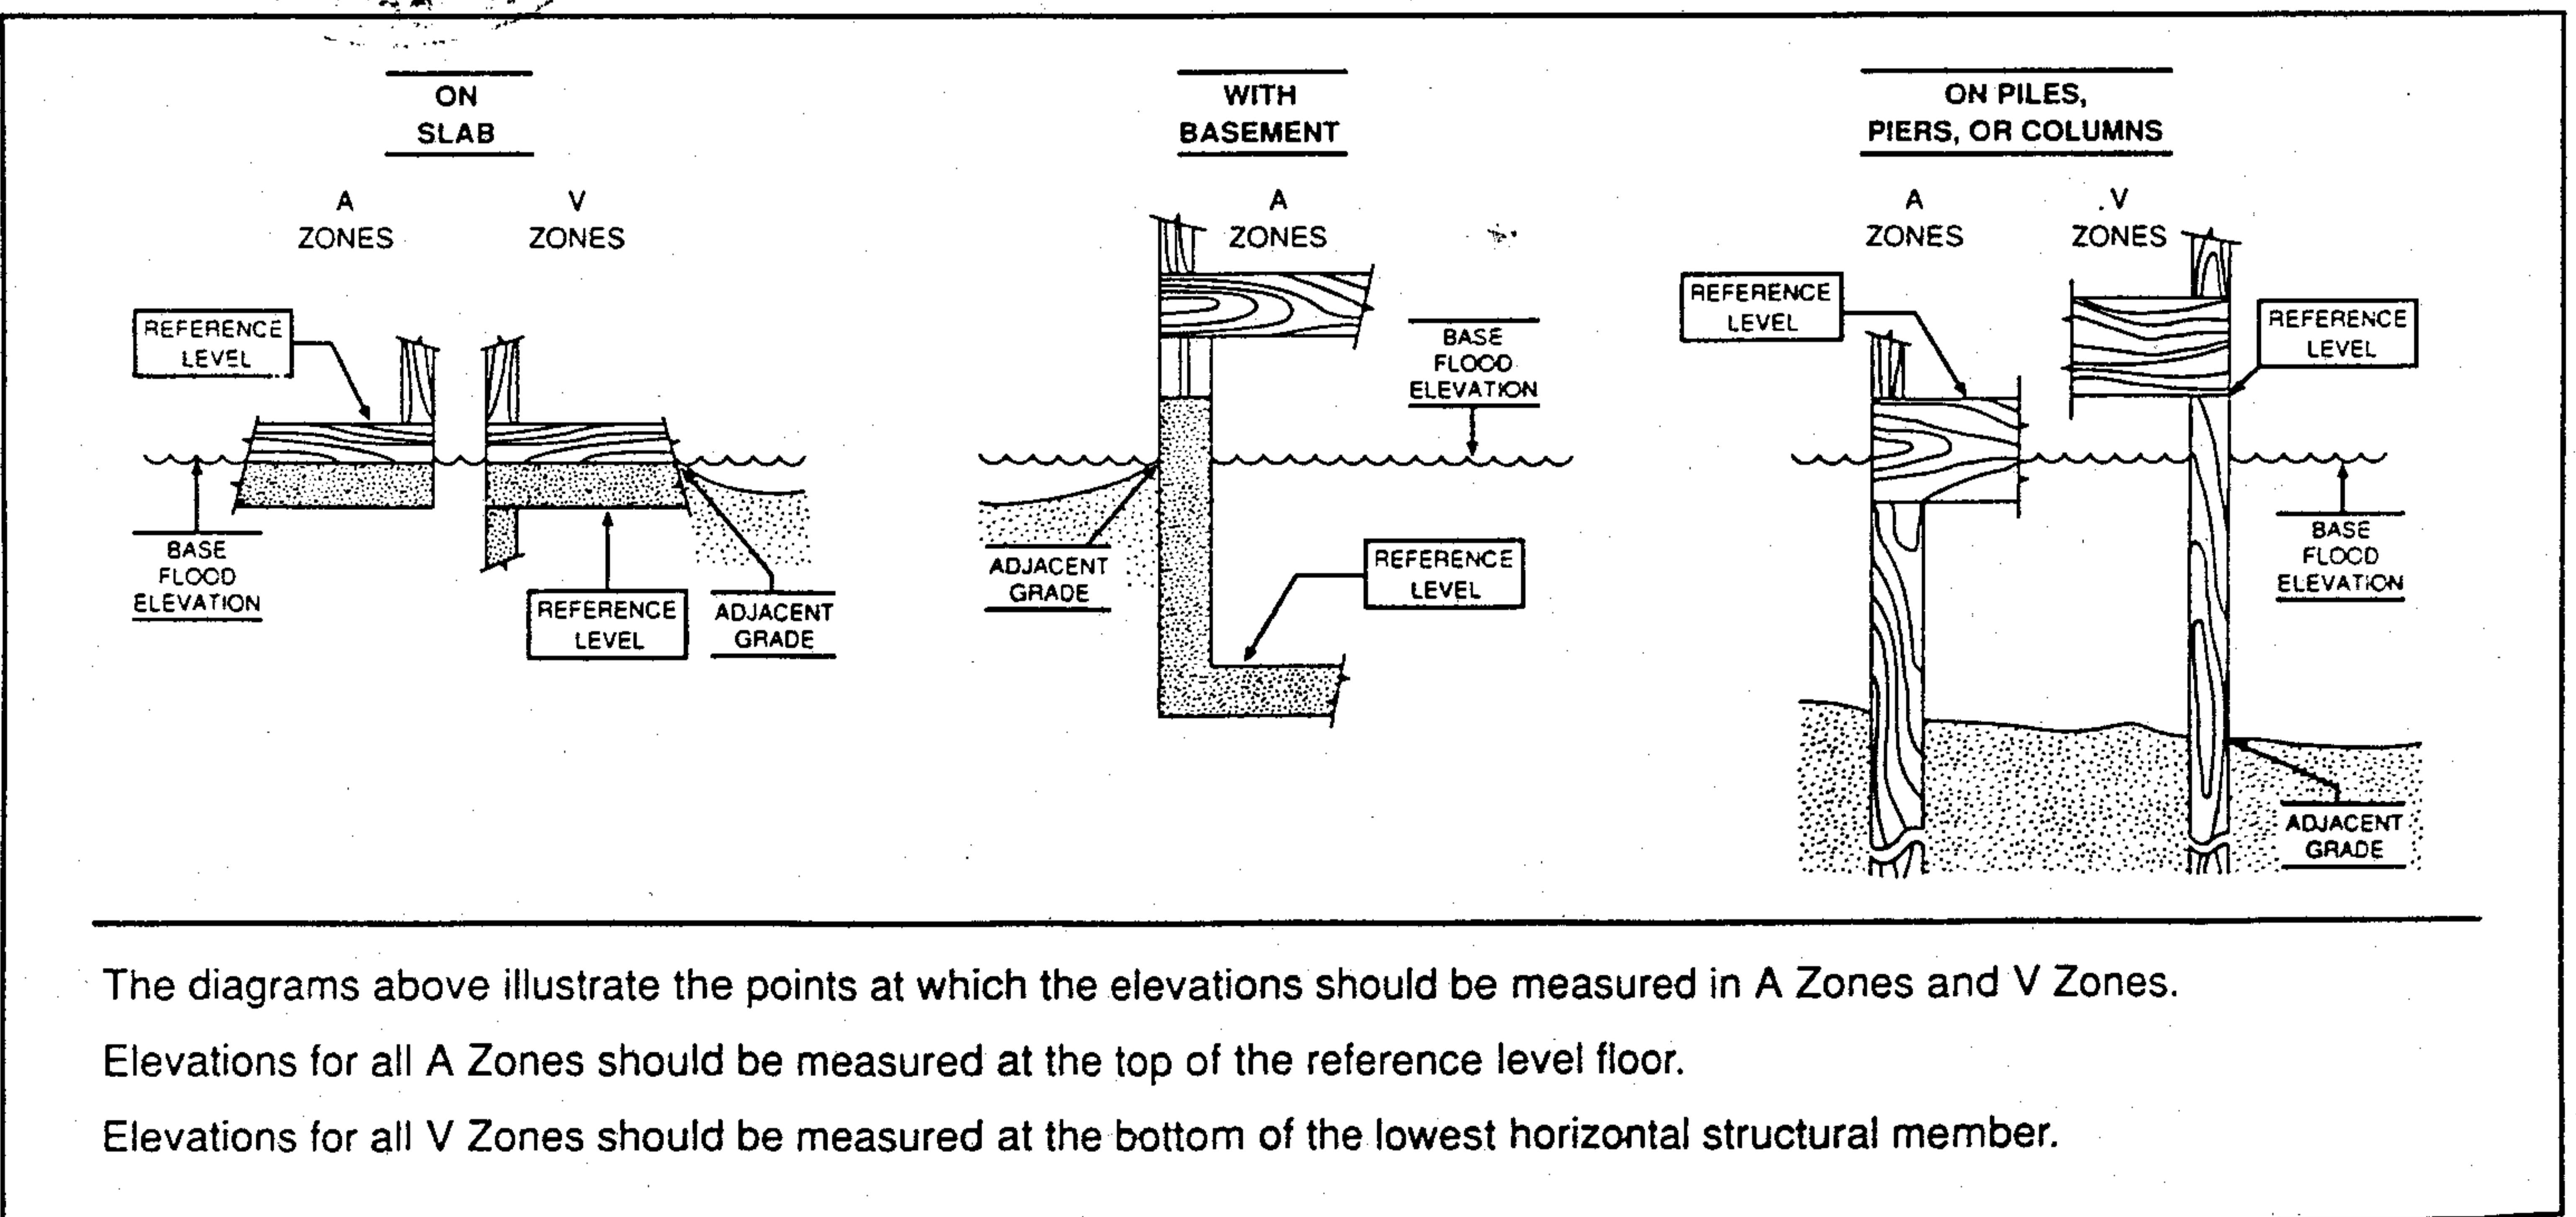 ON
SLAB
A
ZONES
V
ZONES
REFERENCE
LEVEL
BASE
FLOOD
ELEVATION
REFERENCE
LEVEL
ADJACENT
GRADE
WITH
BASEMENT
A
ZONES
BASE
FLOOD
ELEVATION
ADJACENT
GRADE
REFERENCE
LEVEL
ON PILES,
PIERS, OR COLUMNS
A
ZONES
V
ZONES
REFERENCE
LEVEL
REFERENCE
LEVEL
BASE
FLOOD
ELEVATION
ADJACENT
GRADE
The diagrams above illustrate the points at which the elevations should be measured in A Zones and V Zones.
Elevations for all A Zones should be measured at the top of the reference level floor.
Elevations for all V Zones should be measured at the bottom of the lowest horizontal structural member.